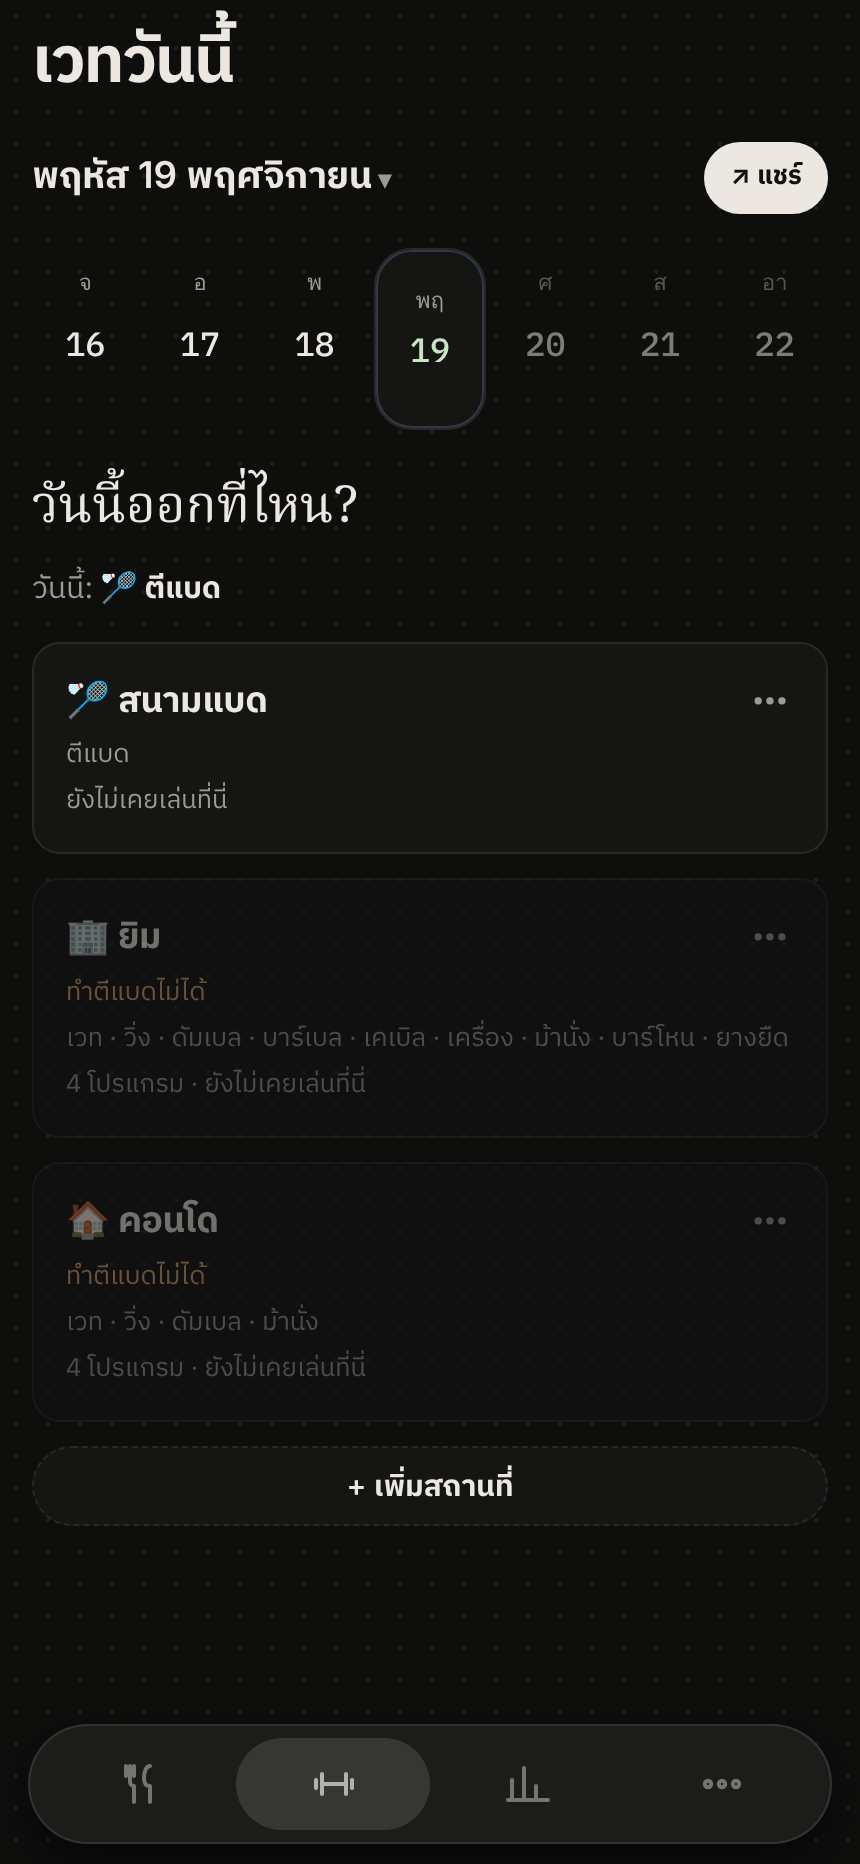 เวทวันนี้
พฤหัส 19 พฤศจิกายน ▾
↗ แชร์
จ อ พ พฤ ศ ส อา
16 17 18 19 20 21 22
วันนี้ออกที่ไหน?
วันนี้: 🏸 ตีแบด
🏸 สนามแบด
ตีแบด
ยังไม่เคยเล่นที่นี่
🏢 ยิม
ทำตีแบดไม่ได้
เวท · วิ่ง · ดัมเบล · บาร์เบล · เคเบิล · เครื่อง · ม้านั่ง · บาร์โหน · ยางยืด
4 โปรแกรม · ยังไม่เคยเล่นที่นี่
🏠 คอนโด
ทำตีแบดไม่ได้
เวท · วิ่ง · ดัมเบล · ม้านั่ง
4 โปรแกรม · ยังไม่เคยเล่นที่นี่
+ เพิ่มสถานที่